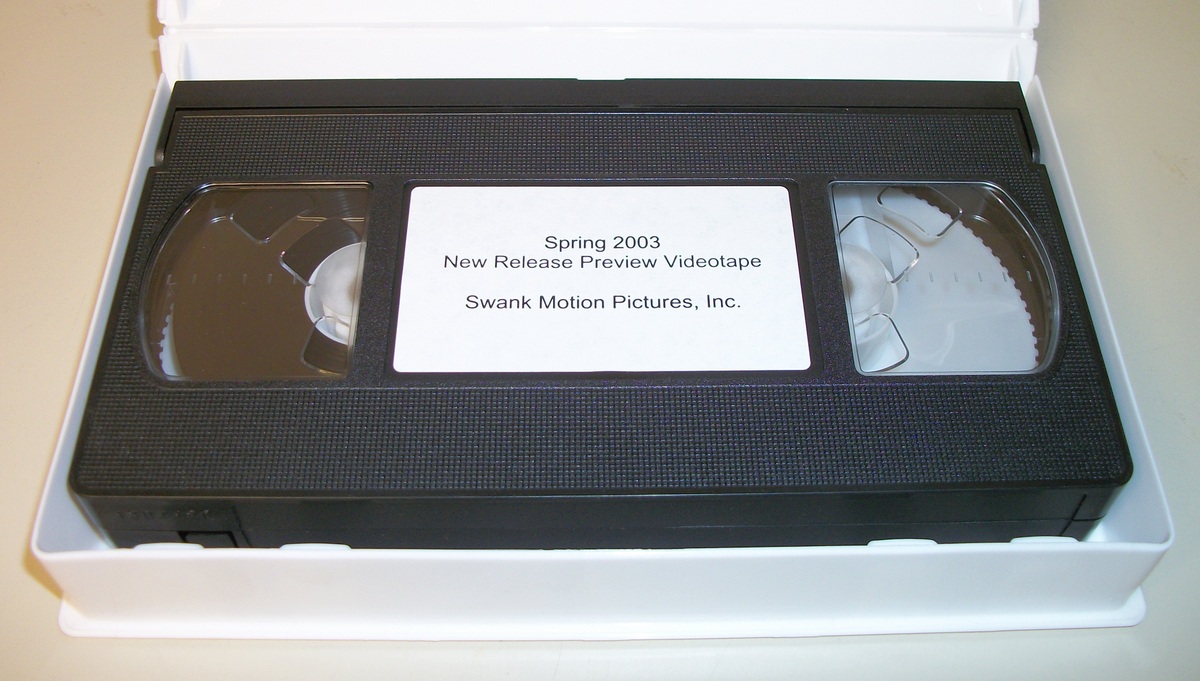 Spring 2003
New Release Preview Videotape
Swank Motion Pictures, Inc.